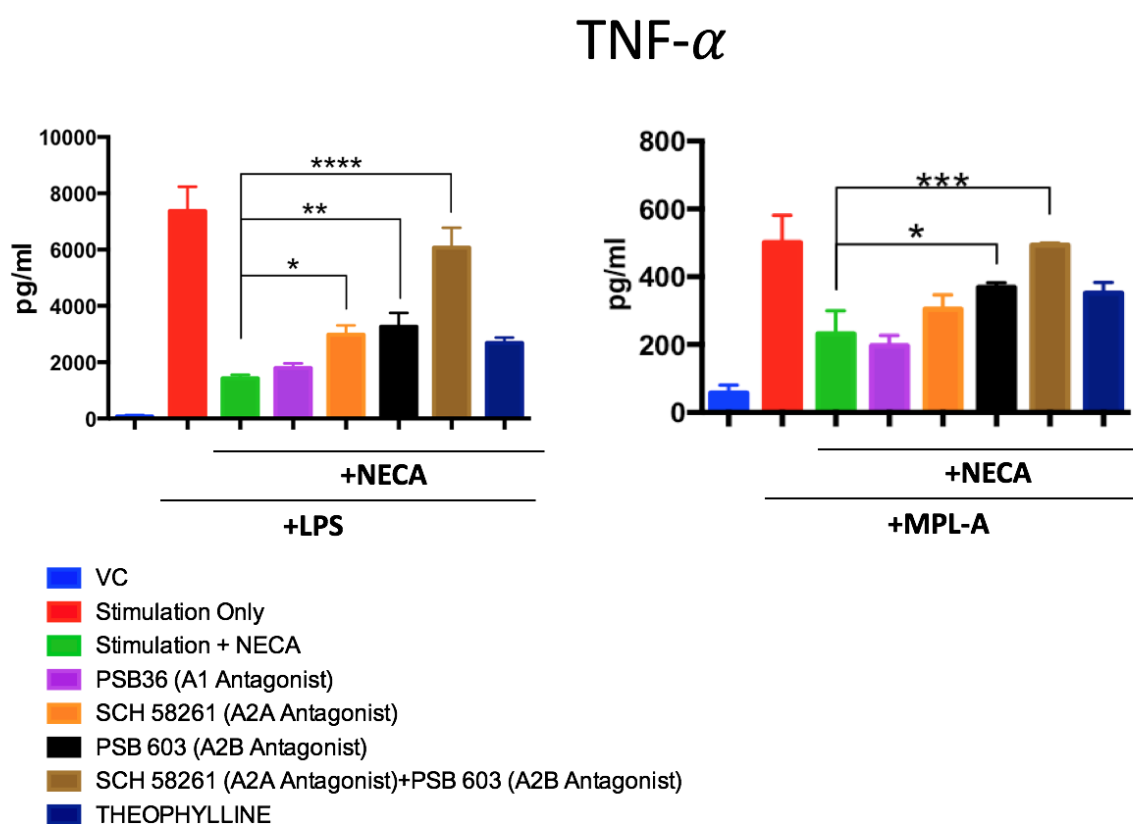 TNF-α
10000
8000
6000
4000
2000
0
pg/ml
****
**
*
+NECA
+LPS
800
600
400
200
0
pg/ml
***
*
+NECA
+MPL-A
VC
Stimulation Only
Stimulation + NECA
PSB36 (A1 Antagonist)
SCH 58261 (A2A Antagonist)
PSB 603 (A2B Antagonist)
SCH 58261 (A2A Antagonist)+PSB 603 (A2B Antagonist)
THEOPHYLLINE